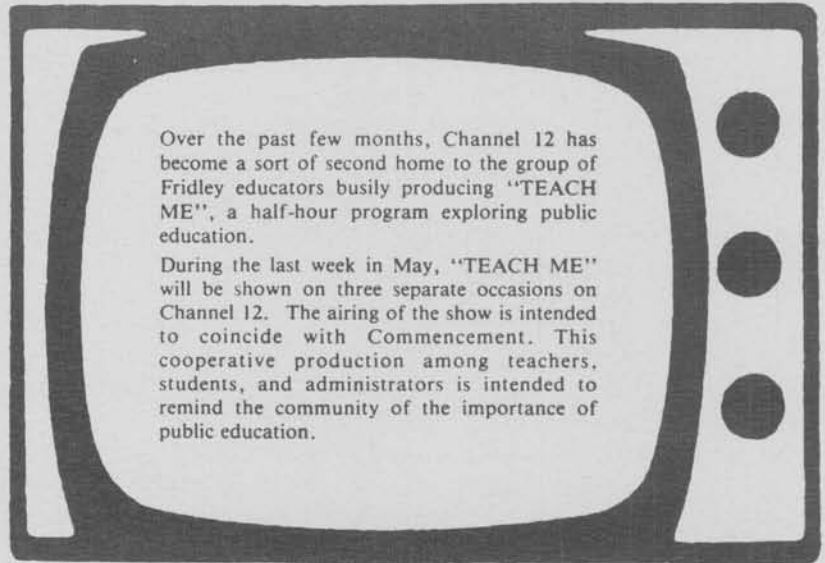 Over the past few months, Channel 12 has
become a sort of second home to the group of
Fridley educators busily producing “TEACH
ME”, a half-hour program exploring public
education.
During the last week in May, “TEACH ME”
will be shown on three separate occasions on
Channel 12. The airing of the show is intended
to coincide with Commencement. This
cooperative production among teachers,
students, and administrators is intended to
remind the community of the importance of
public education.